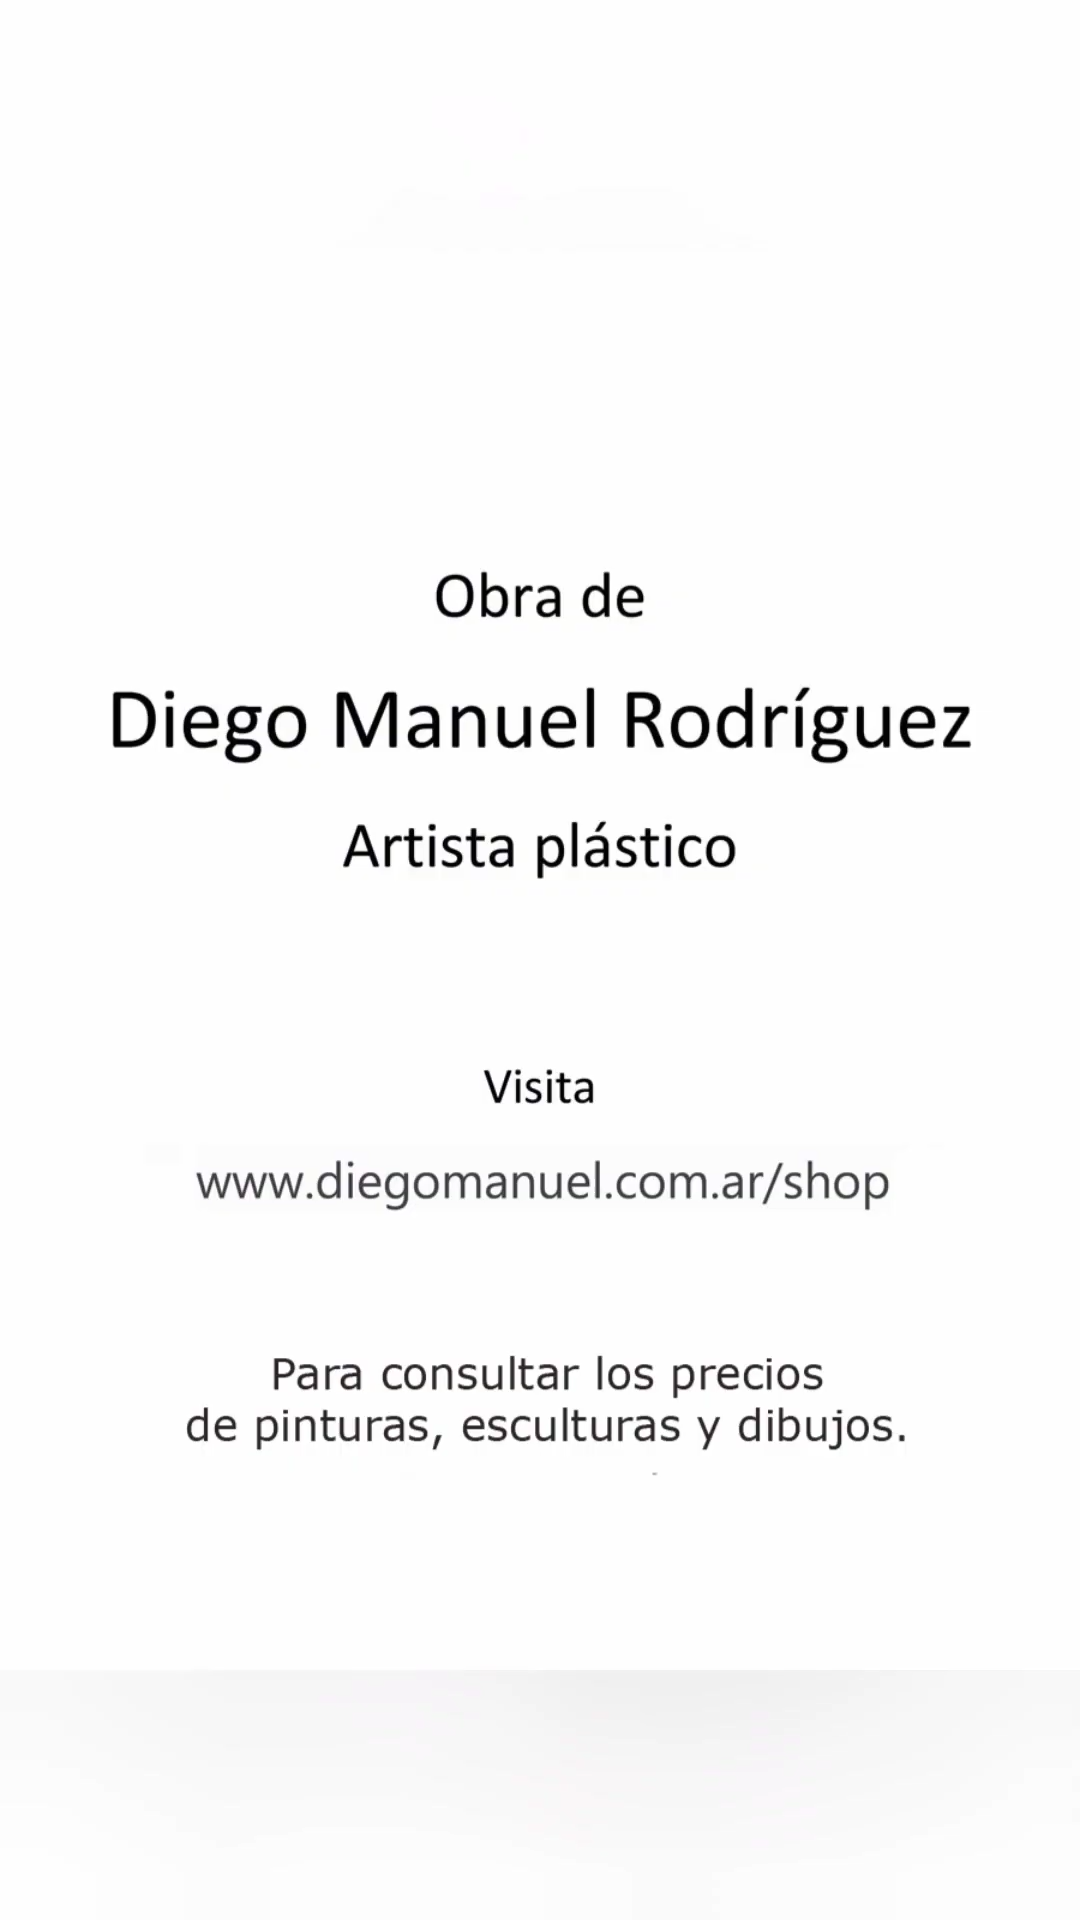 Obra de
Diego Manuel Rodríguez
Artista plástico
Visita
www.diegomanuel.com.ar/shop
Para consultar los precios
de pinturas, esculturas y dibujos.